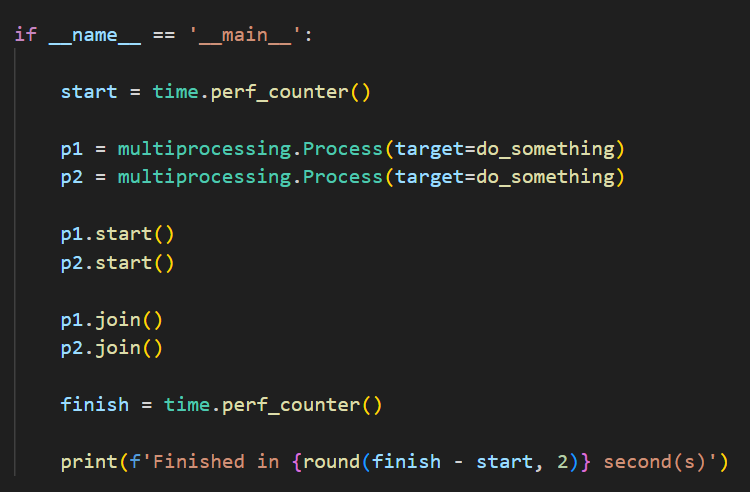 if __name__ == '__main__':
start = time.perf_counter()
p1 = multiprocessing.Process(target=do_something)
p2 = multiprocessing.Process(target=do_something)
p1.start()
p2.start()
p1.join()
p2.join()
finish = time.perf_counter()
print(f'Finished in {round(finish - start, 2)} second(s)')